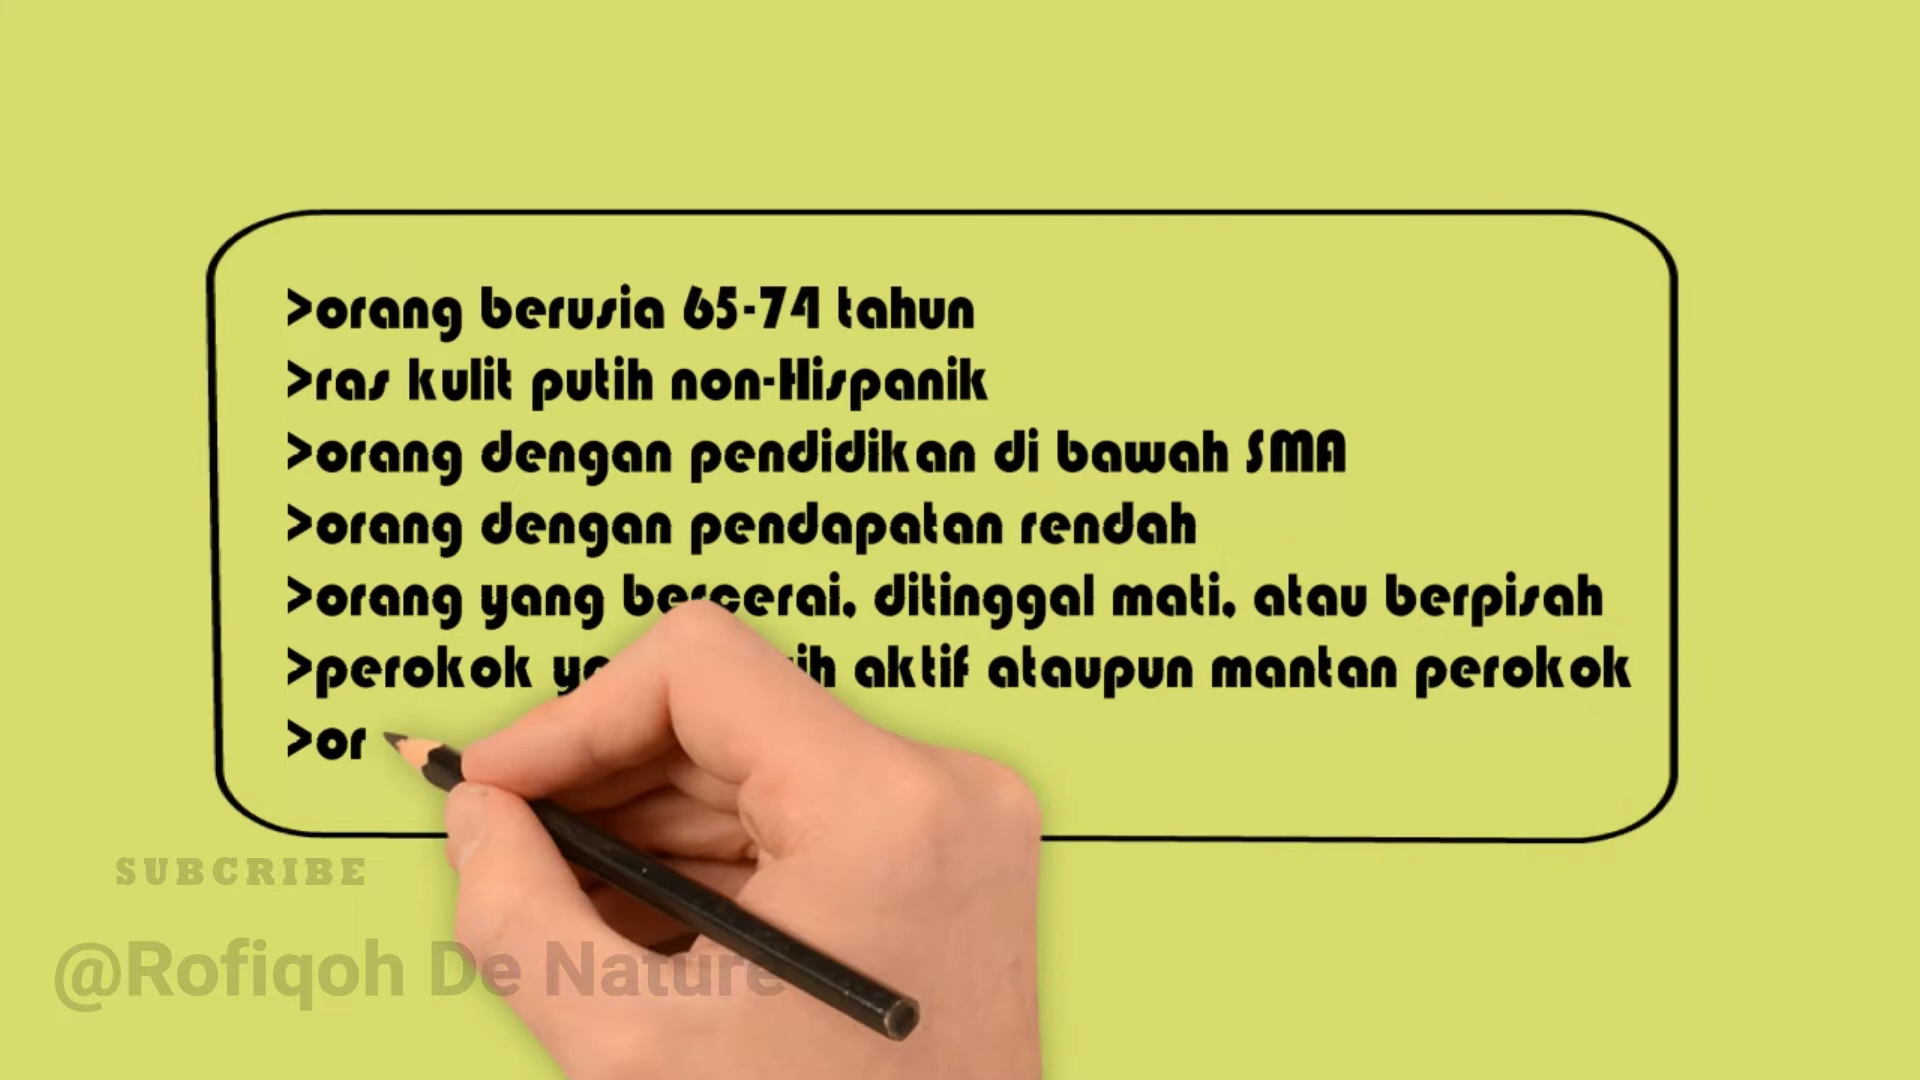 >orang berusia 65-74 tahun
>ras kulit putih non-Hispanik
>orang dengan pendidikan di bawah SMA
>orang dengan pendapatan rendah
>orang yang bercerai, ditinggal mati, atau berpisah
>perokok aktif ataupun mantan perokok
>or
SUBCRIBE
@Rofiqoh De Nature